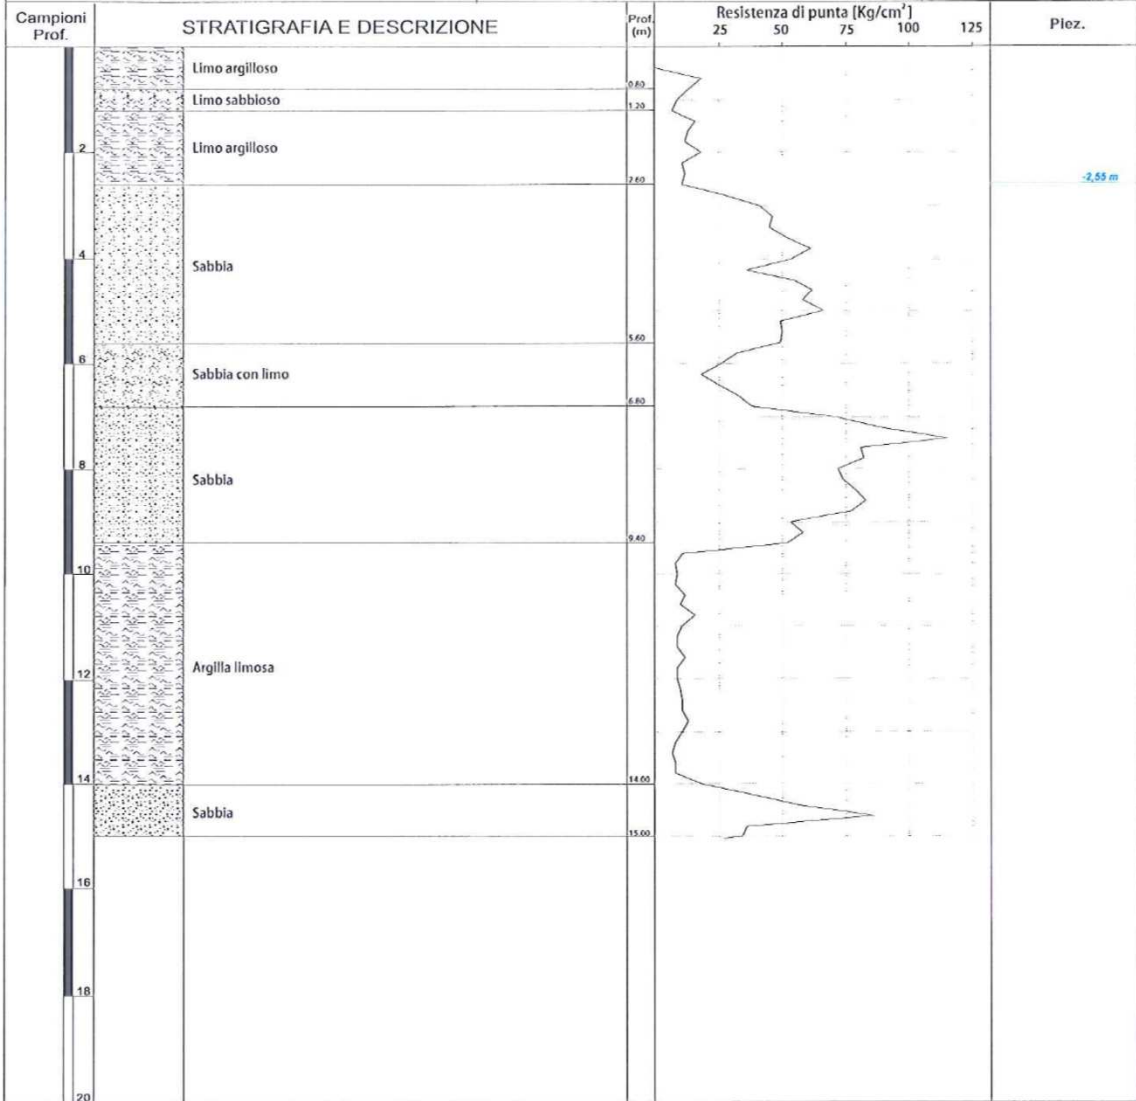 Campioni
Prof.
STRATIGRAFIA E DESCRIZIONE
Prof.
(m)
Resistenza di punta [Kg/cm²]
25 50 75 100 125
Piez.
Limo argilloso
0.80
Limo sabbioso
1.20
2
Limo argilloso
2.60
-2,55 m
4
Sabbia
5.60
6
Sabbia con limo
6.80
8
Sabbia
9.40
10
12
Argilla limosa
14
14.00
Sabbia
15.00
16
18
20